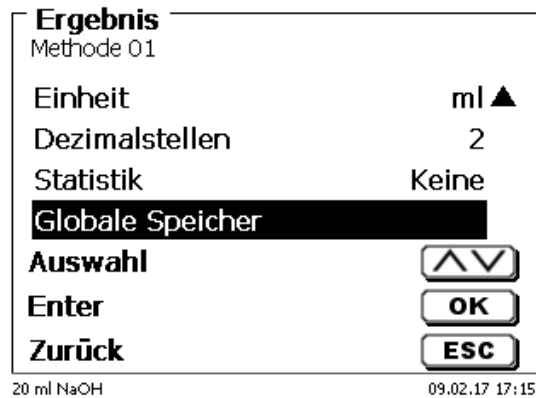 Ergebnis
Methode 01
Einheit ml ▲
Dezimalstellen 2
Statistik Keine
Globale Speicher
Auswahl
Enter OK
Zurück ESC
20 ml NaOH 09.02.17 17:15